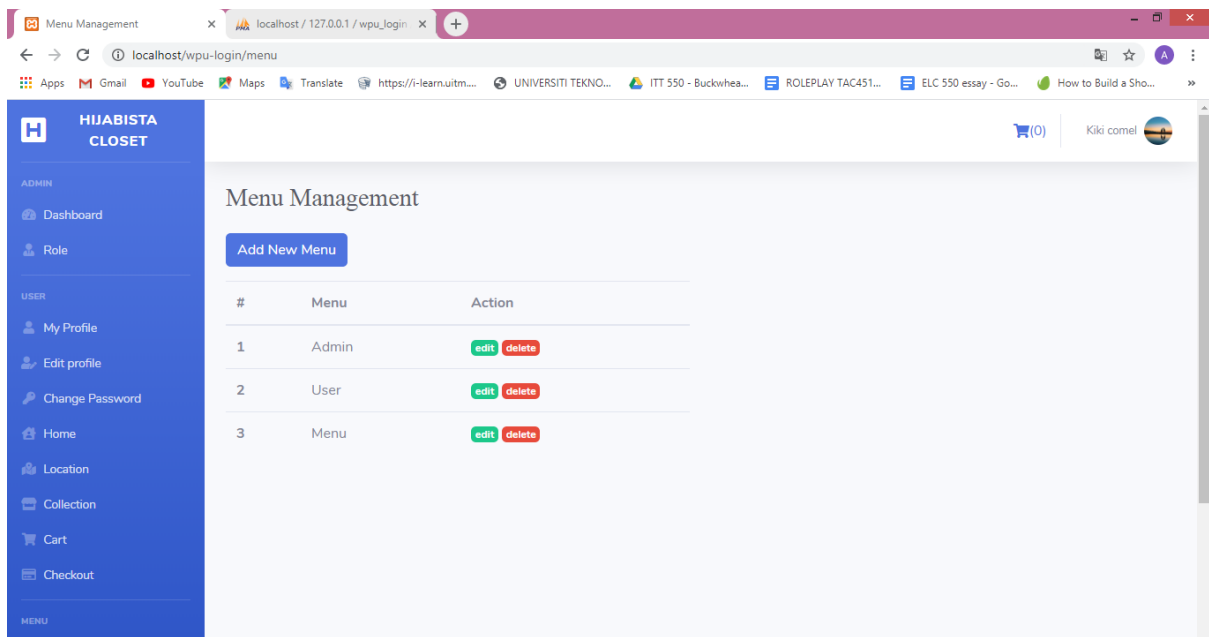 Menu Management
localhost / 127.0.0.1 / wpu_login
localhost/wpu-login/menu
A
Apps Gmail YouTube Maps Translate https://i-learn.uitm.... UNIVERSITI TEKNO... ITT 550 - Buckwhea... ROLEPLAY TAC451... ELC 550 essay - Go... How to Build a Sho... »
H
HIJABISTA
CLOSET
(0)
Kiki comel
ADMIN
Dashboard
Role
USER
My Profile
Edit profile
Change Password
Home
Location
Collection
Cart
Checkout
MENU
Menu Management
Add New Menu
# Menu Action
1 Admin edit delete
2 User edit delete
3 Menu edit delete